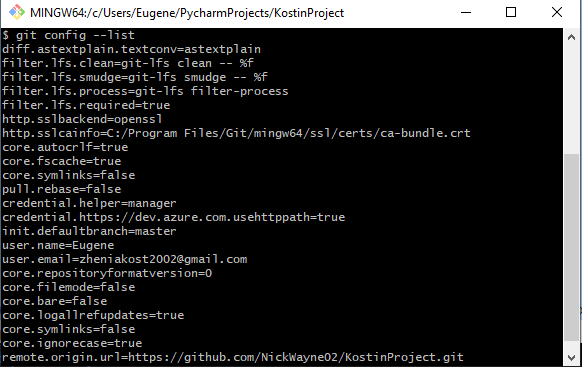 MINGW64:/c/Users/Eugene/PycharmProjects/KostinProject
$ git config --list
diff.astextplain.textconv=astextplain
filter.lfs.clean=git-lfs clean -- %f
filter.lfs.smudge=git-lfs smudge -- %f
filter.lfs.process=git-lfs filter-process
filter.lfs.required=true
http.sslbackend=openssl
http.sslcainfo=C:/Program Files/Git/mingw64/ssl/certs/ca-bundle.crt
core.autocrlf=true
core.fscache=true
core.symlinks=false
pull.rebase=false
credential.helper=manager
credential.https://dev.azure.com.usehttppath=true
init.defaultbranch=master
user.name=Eugene
user.email=zheniakost2002@gmail.com
core.repositoryformatversion=0
core.filemode=false
core.bare=false
core.logallrefupdates=true
core.symlinks=false
core.ignorecase=true
remote.origin.url=https://github.com/NickWayne02/KostinProject.git